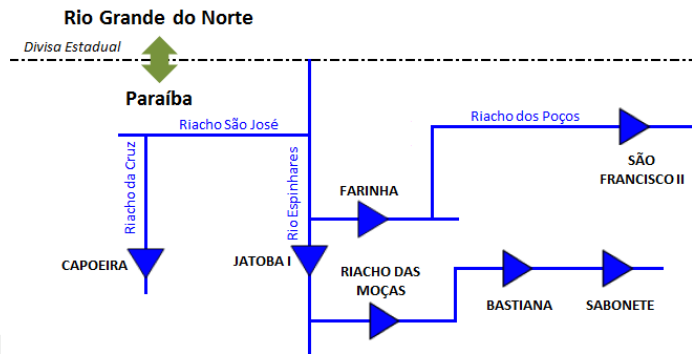 Rio Grande do Norte
Divisa Estadual
Paraíba
Riacho São José
Riacho dos Poços
Riacho da Cruz
Rio Espinhares
SÃO
FRANCISCO II
FARINHA
CAPOEIRA
JATOBA I
RIACHO DAS
MOÇAS
BASTIANA
SABONETE